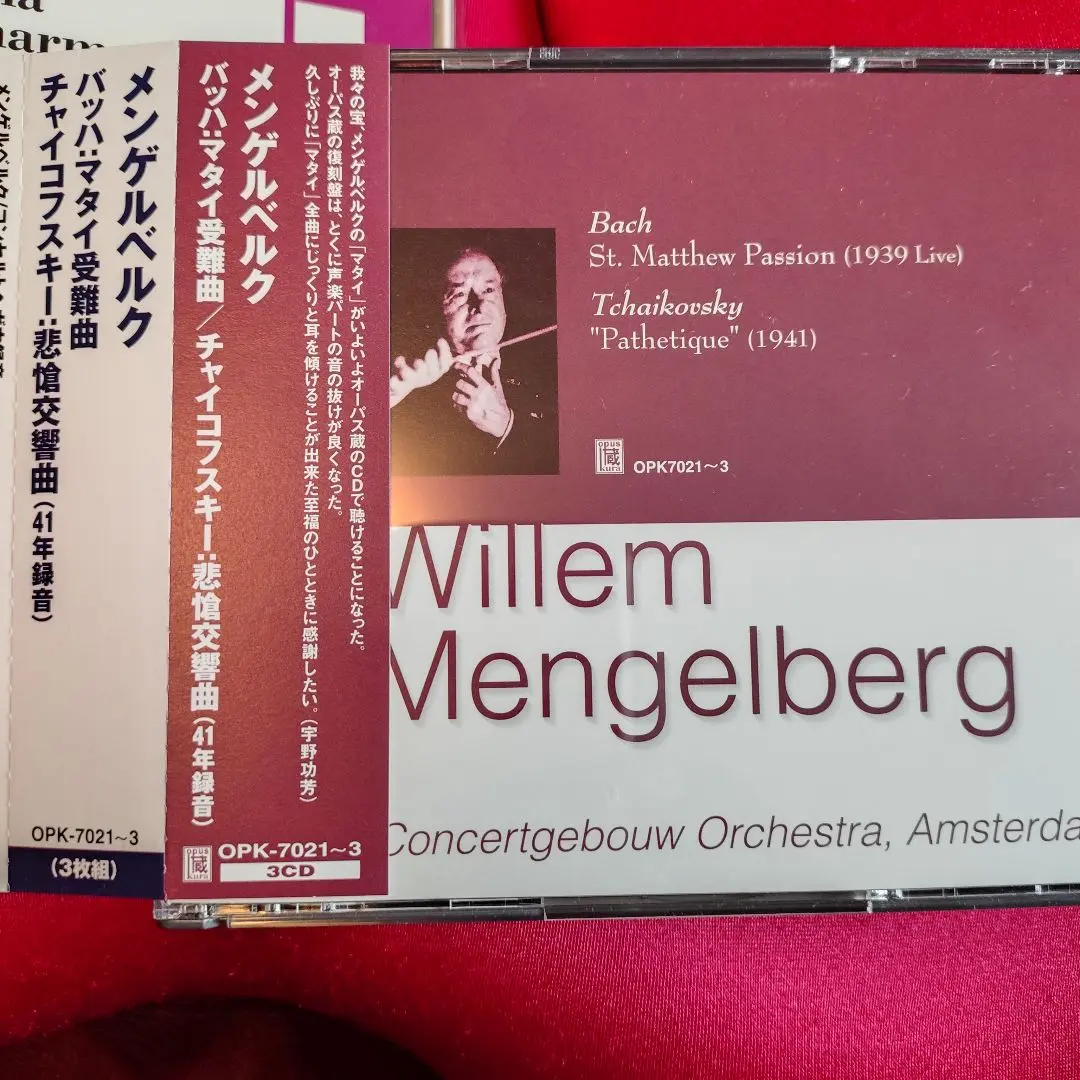 メンゲルベルク
バッハ:マタイ受難曲
チャイコフスキー:悲愴交響曲(41年録音)
OPK-7021~3
(3枚組)
我々の宝、メンゲルベルクの「マタイ」がいよいよオーパス蔵のCDで聴けることになった。
オーパス蔵の復刻盤は、とくに声楽パートの音の抜けが良くなった。
久しぶりに「マタイ」全曲にじっくりと耳を傾けることが出来た至福のひとときに感謝したい。(宇野功芳)
メンゲルベルク
バッハ:マタイ受難曲/チャイコフスキー:悲愴交響曲(41年録音)
opus
蔵
kura
OPK-7021~3
3CD
Bach
St. Matthew Passion (1939 Live)
Tchaikovsky
"Pathetique" (1941)
opus
蔵
kura
OPK7021~3
Willem
Mengelberg
Concertgebouw Orchestra, Amsterda